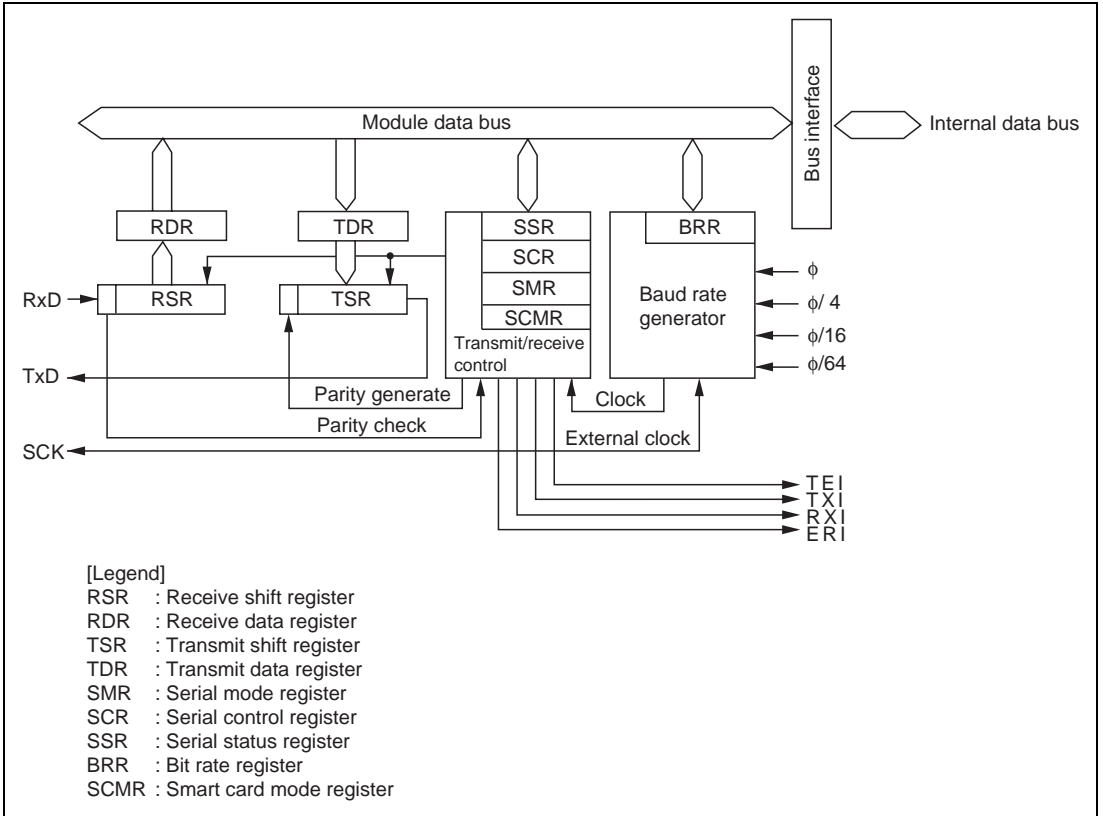 Module data bus
Bus interface
Internal data bus
RDR
TDR
SSR
BRR
SCR
SMR
SCMR
Transmit/receive
control
Baud rate
generator
φ
φ/ 4
φ/16
φ/64
RxD
RSR
TSR
TxD
Parity generate
Clock
Parity check
External clock
SCK
TEI
TXI
RXI
ERI
[Legend]
RSR : Receive shift register
RDR : Receive data register
TSR : Transmit shift register
TDR : Transmit data register
SMR : Serial mode register
SCR : Serial control register
SSR : Serial status register
BRR : Bit rate register
SCMR : Smart card mode register